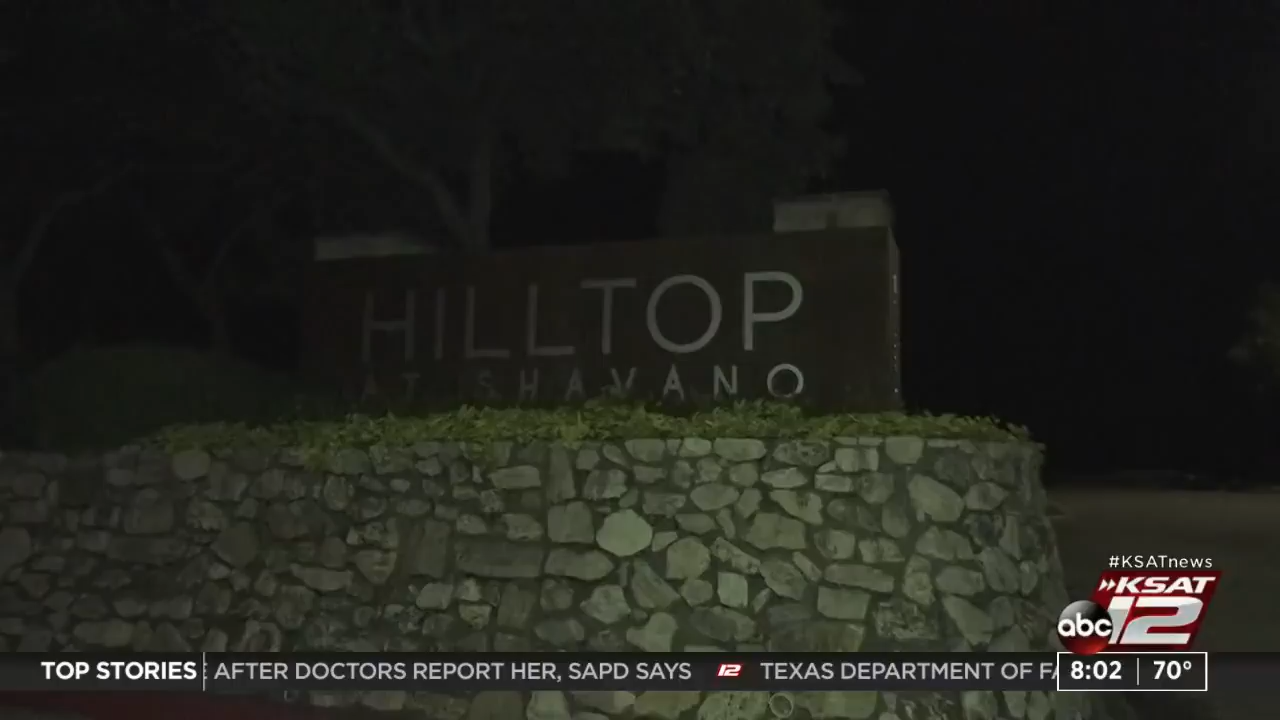 HILLTOP
AT SHAVANO
#KSATnews
KSAT
abc 12
TOP STORIES AFTER DOCTORS REPORT HER, SAPD SAYS 12 TEXAS DEPARTMENT OF 8:02 70°